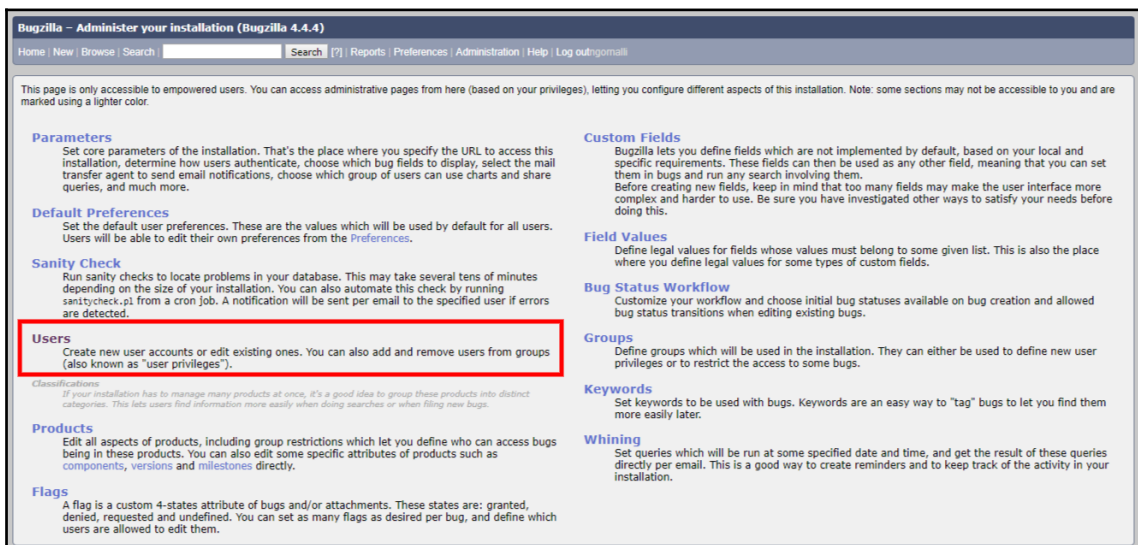 Bugzilla – Administer your installation (Bugzilla 4.4.4)
Home | New | Browse | Search | Search [?] | Reports | Preferences | Administration | Help | Log out ngomalli
This page is only accessible to empowered users. You can access administrative pages from here (based on your privileges), letting you configure different aspects of this installation. Note: some sections may not be accessible to you and are
marked using a lighter color.
Parameters
Set core parameters of the installation. That's the place where you specify the URL to access this
installation, determine how users authenticate, choose which bug fields to display, select the mail
transfer agent to send email notifications, choose which group of users can use charts and share
queries, and much more.
Default Preferences
Set the default user preferences. These are the values which will be used by default for all users.
Users will be able to edit their own preferences from the Preferences.
Sanity Check
Run sanity checks to locate problems in your database. This may take several tens of minutes
depending on the size of your installation. You can also automate this check by running
sanitycheck.pl from a cron job. A notification will be sent per email to the specified user if errors
are detected.
Users
Create new user accounts or edit existing ones. You can also add and remove users from groups
(also known as "user privileges").
Classifications
If your installation has to manage many products at once, it's a good idea to group these products into distinct
categories. This lets users find information more easily when doing searches or when filing new bugs.
Products
Edit all aspects of products, including group restrictions which let you define who can access bugs
being in these products. You can also edit some specific attributes of products such as
components, versions and milestones directly.
Flags
A flag is a custom 4-states attribute of bugs and/or attachments. These states are: granted,
denied, requested and undefined. You can set as many flags as desired per bug, and define which
users are allowed to edit them.
Custom Fields
Bugzilla lets you define fields which are not implemented by default, based on your local and
specific requirements. These fields can then be used as any other field, meaning that you can set
them in bugs and run any search involving them.
Before creating new fields, keep in mind that too many fields may make the user interface more
complex and harder to use. Be sure you have investigated other ways to satisfy your needs before
doing this.
Field Values
Define legal values for fields whose values must belong to some given list. This is also the place
where you define legal values for some types of custom fields.
Bug Status Workflow
Customize your workflow and choose initial bug statuses available on bug creation and allowed
bug status transitions when editing existing bugs.
Groups
Define groups which will be used in the installation. They can either be used to define new user
privileges or to restrict the access to some bugs.
Keywords
Set keywords to be used with bugs. Keywords are an easy way to "tag" bugs to let you find them
more easily later.
Whining
Set queries which will be run at some specified date and time, and get the result of these queries
directly per email. This is a good way to create reminders and to keep track of the activity in your
installation.